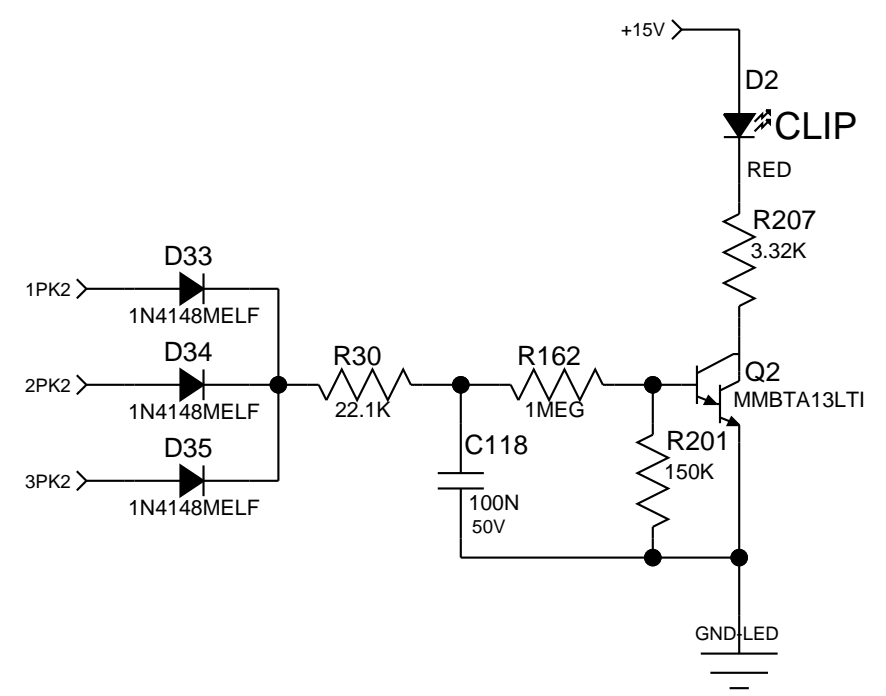 +15V
D2
CLIP
RED
R207
3.32K
D33
1PK2
1N4148MELF
D34
R30
R162
Q2
2PK2
1N4148MELF
22.1K
1MEG
MMBTA13LTI
D35
C118
R201
3PK2
150K
1N4148MELF
100N
50V
GND-LED